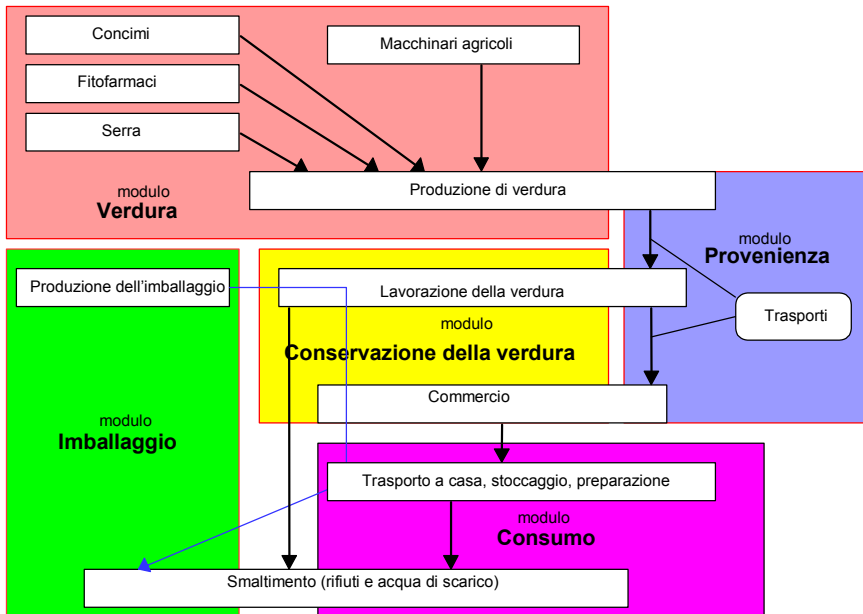 Concimi
Macchinari agricoli
Fitofarmaci
Serra
Produzione di verdura
modulo
Verdura
modulo
Provenienza
Produzione dell'imballaggio
Lavorazione della verdura
Trasporti
modulo
Conservazione della verdura
Commercio
modulo
Imballaggio
Trasporto a casa, stoccaggio, preparazione
modulo
Consumo
Smaltimento (rifiuti e acqua di scarico)